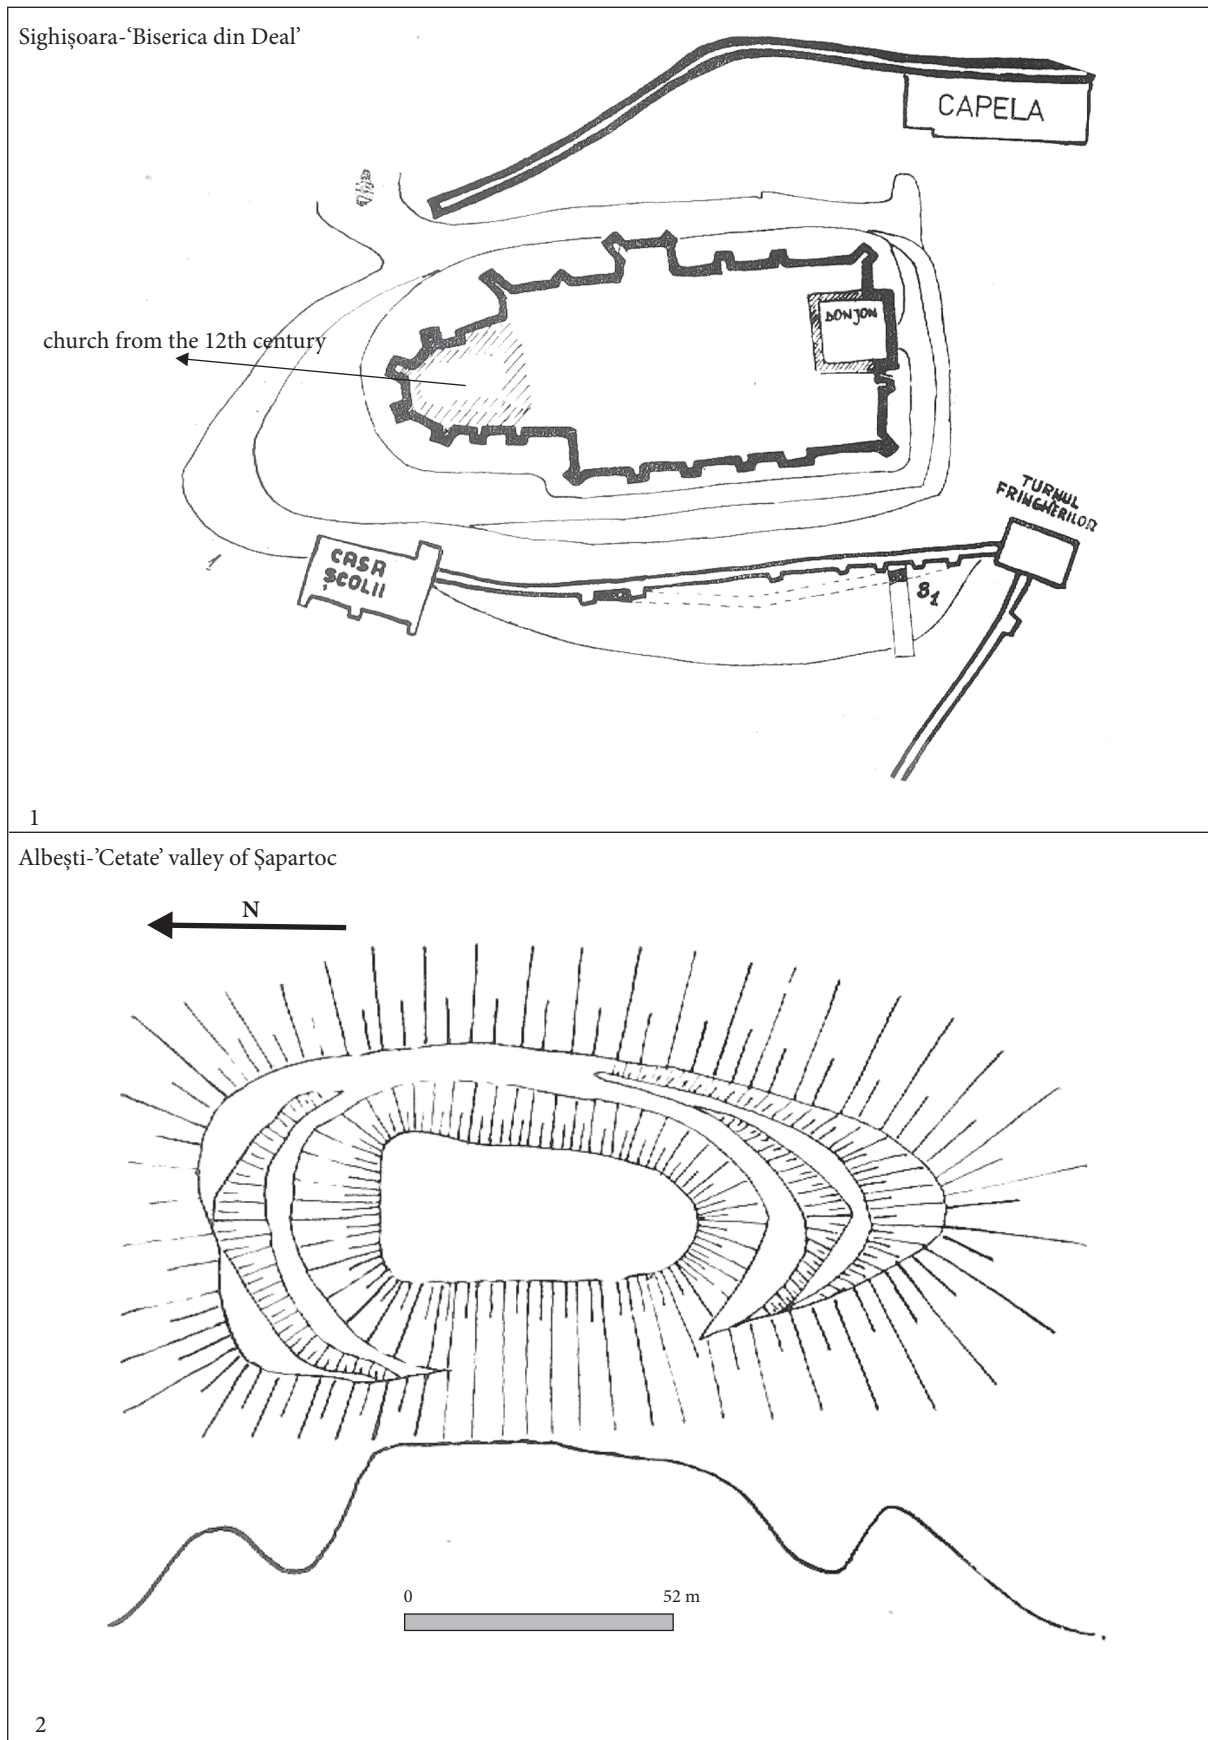 Sighișoara-‘Biserica din Deal’
CAPELA
DONJON
church from the 12th century
TURNUL
FRINGHERILOR
CASA
ȘCOLII
S1
1
1
Albești-’Cetate’ valley of Șapartoc
N
0 52 m
2